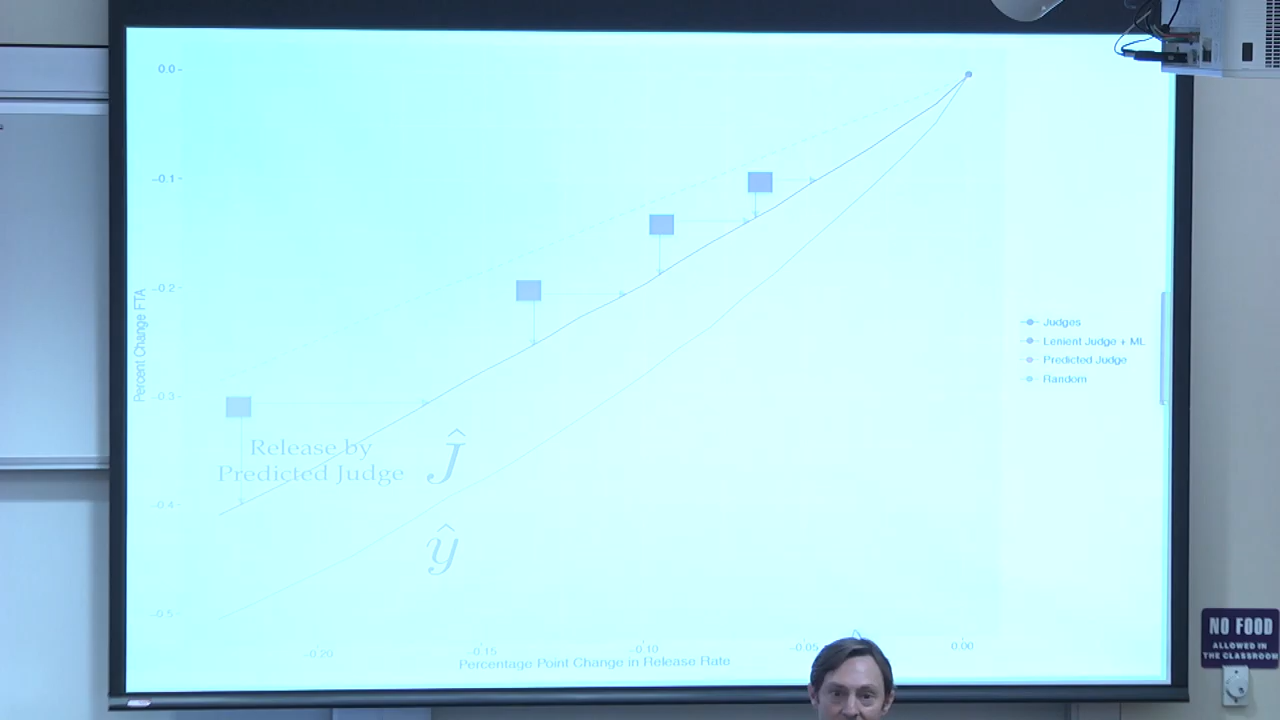 0.0
-0.1
-0.2
-0.3
-0.4
-0.5
Percent Change FTA
Release by
Predicted Judge
Ĵ
ŷ
-0.20
-0.15
-0.10
-0.05
0.00
Percentage Point Change in Release Rate
Judges
Lenient Judge + ML
Predicted Judge
Random
NO FOOD
ALLOWED IN
THE CLASSROOM